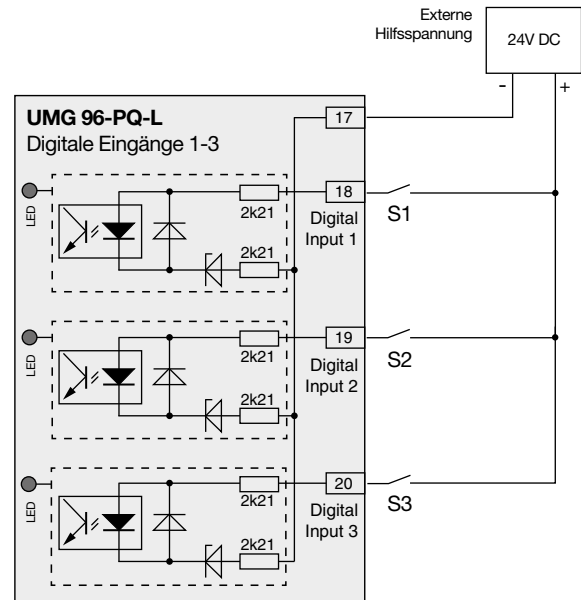 Externe
Hilfsspannung
24V DC
- +
UMG 96-PQ-L
Digitale Eingänge 1-3
17
LED
2k21
18
Digital
Input 1
S1
2k21
LED
2k21
19
Digital
Input 2
S2
2k21
LED
2k21
20
Digital
Input 3
S3
2k21